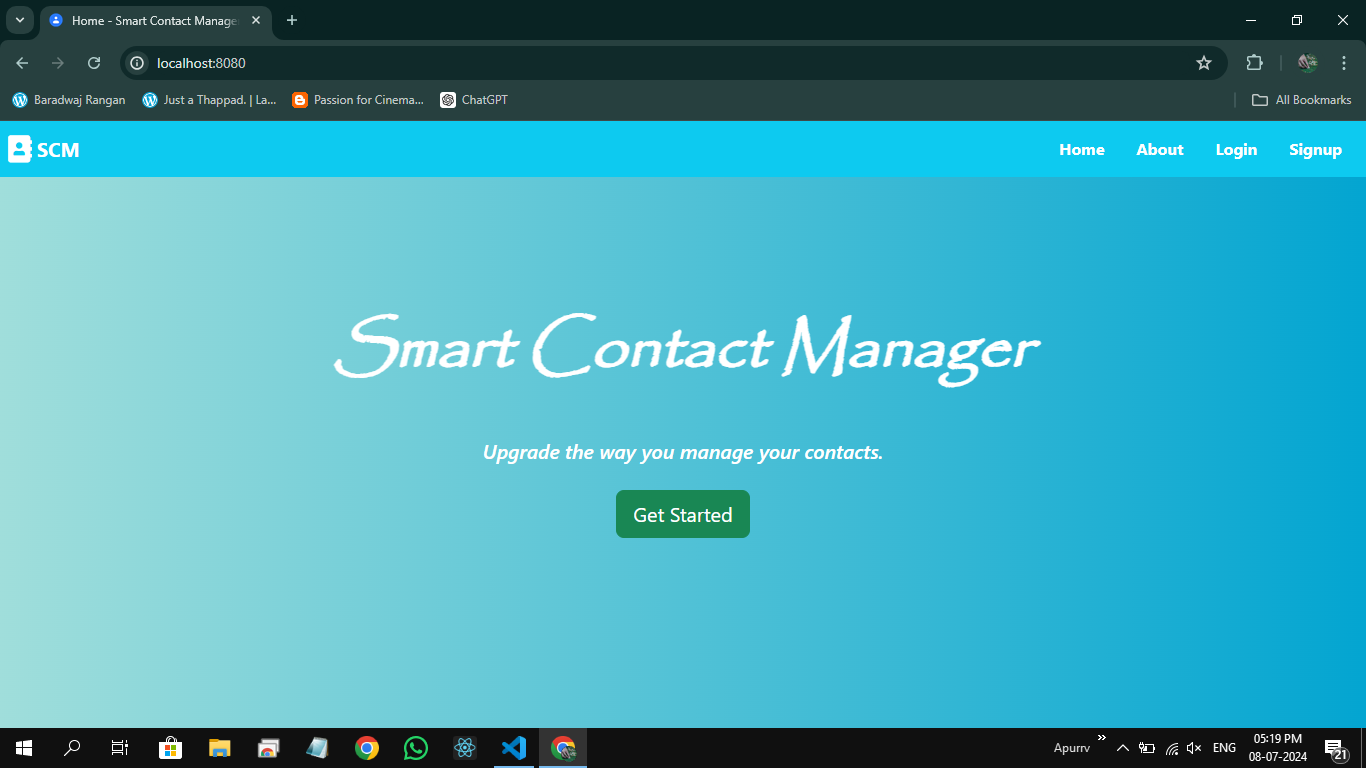 Home - Smart Contact Manage
localhost:8080
Baradwaj Rangan
Just a Thappad. | La...
Passion for Cinema...
ChatGPT
All Bookmarks
SCM
Home
About
Login
Signup
Smart Contact Manager
Upgrade the way you manage your contacts.
Get Started
Apurrv
ENG
05:19 PM
08-07-2024
21